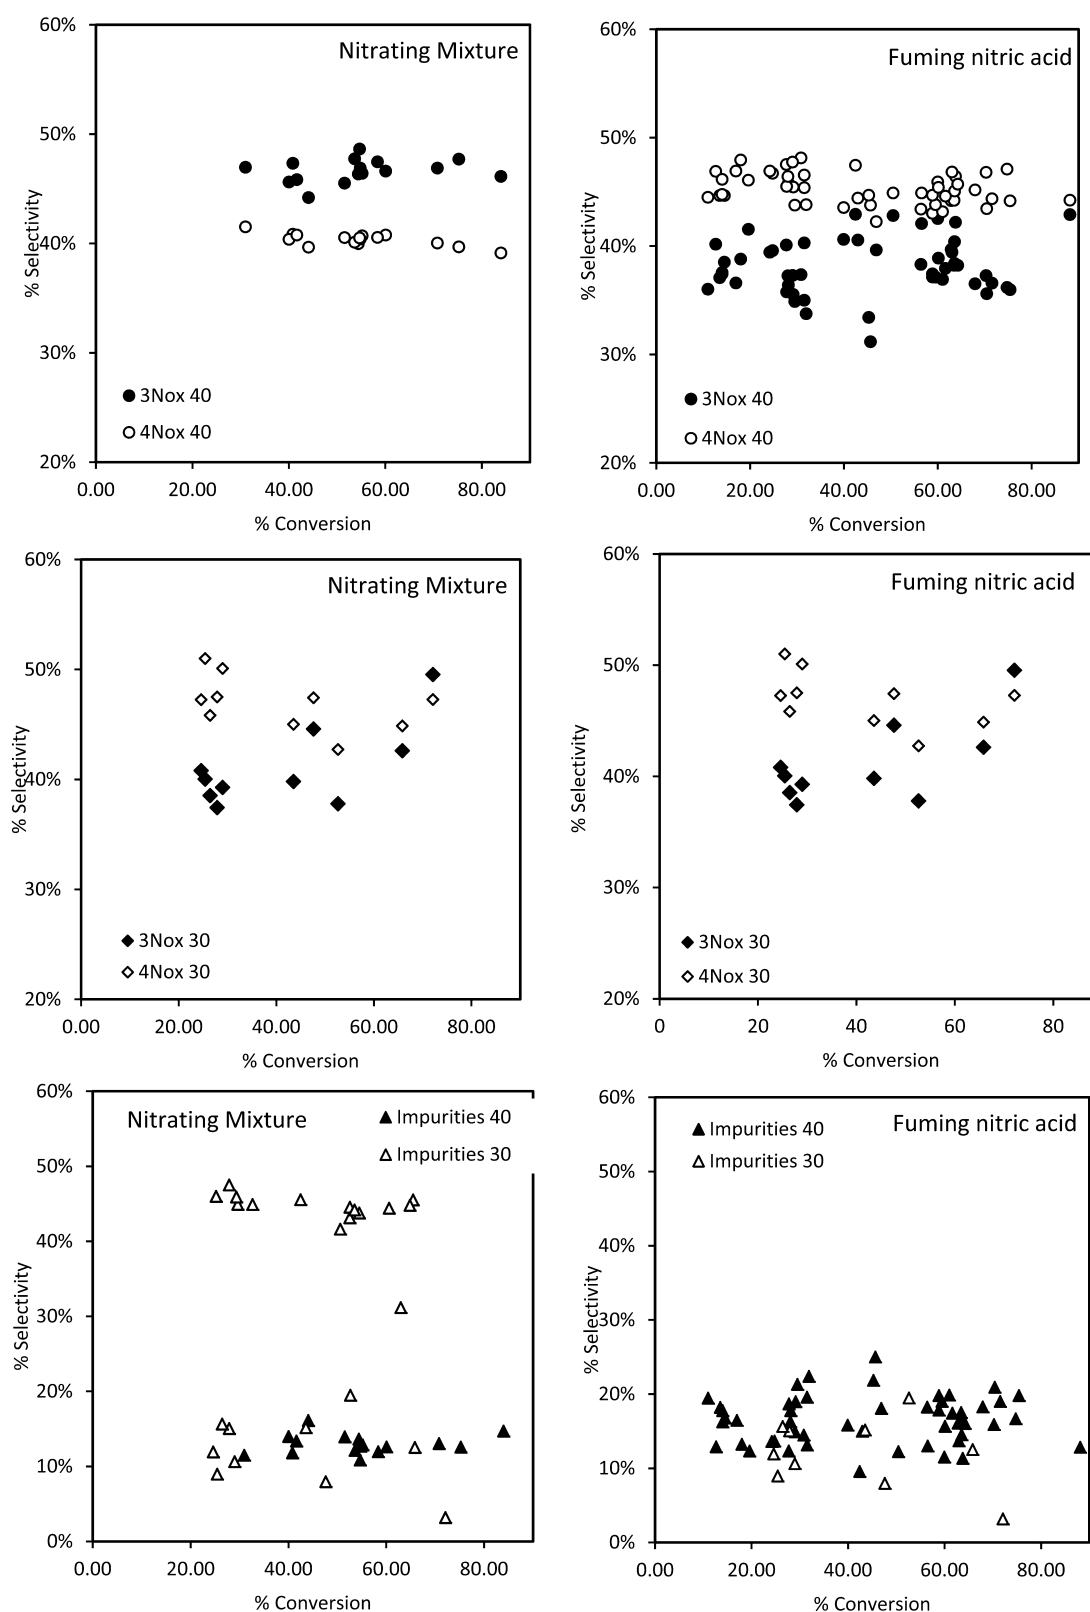 60%
50%
40%
30%
20%
% Selectivity
Nitrating Mixture
3Nox 40
4Nox 40
0.00 20.00 40.00 60.00 80.00
% Conversion
60%
50%
40%
30%
20%
% Selectivity
Fuming nitric acid
3Nox 40
4Nox 40
0.00 20.00 40.00 60.00 80.00
% Conversion
60%
50%
40%
30%
20%
% Selectivity
Nitrating Mixture
3Nox 30
4Nox 30
0.00 20.00 40.00 60.00 80.00
% Conversion
60%
50%
40%
30%
20%
% Selectivity
Fuming nitric acid
3Nox 30
4Nox 30
0 20 40 60 80
% Conversion
60%
50%
40%
30%
20%
10%
0%
% Selectivity
Nitrating Mixture
Impurities 40
Impurities 30
0.00 20.00 40.00 60.00 80.00
% Conversion
60%
50%
40%
30%
20%
10%
0%
% Selectivity
Impurities 40
Impurities 30
Fuming nitric acid
0.00 20.00 40.00 60.00 80.00
% Conversion